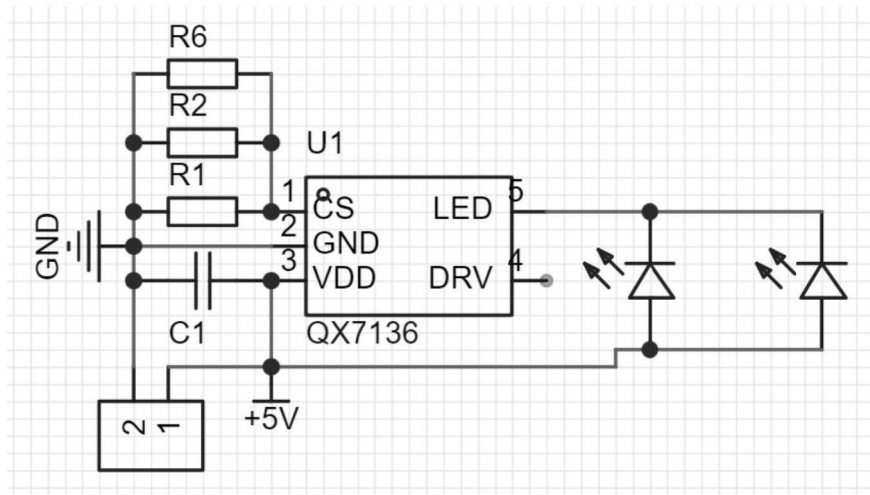 R6
R2
U1
R1
1
CS
LED
5
2
GND
GND
3
VDD
DRV
4
C1
QX7136
2
1
+5V